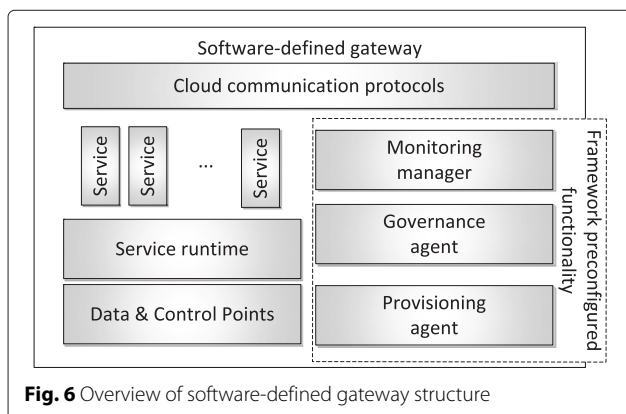 Software-defined gateway
Cloud communication protocols
Service
Service
...
Service
Service runtime
Data & Control Points
Monitoring
manager
Governance
agent
Provisioning
agent
Framework preconfigured
functionality
Fig. 6 Overview of software-defined gateway structure